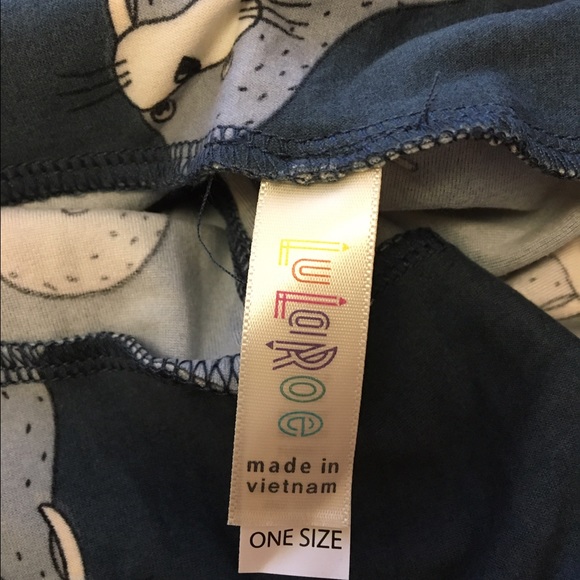 LuLaRoe
made in
vietnam
ONE SIZE